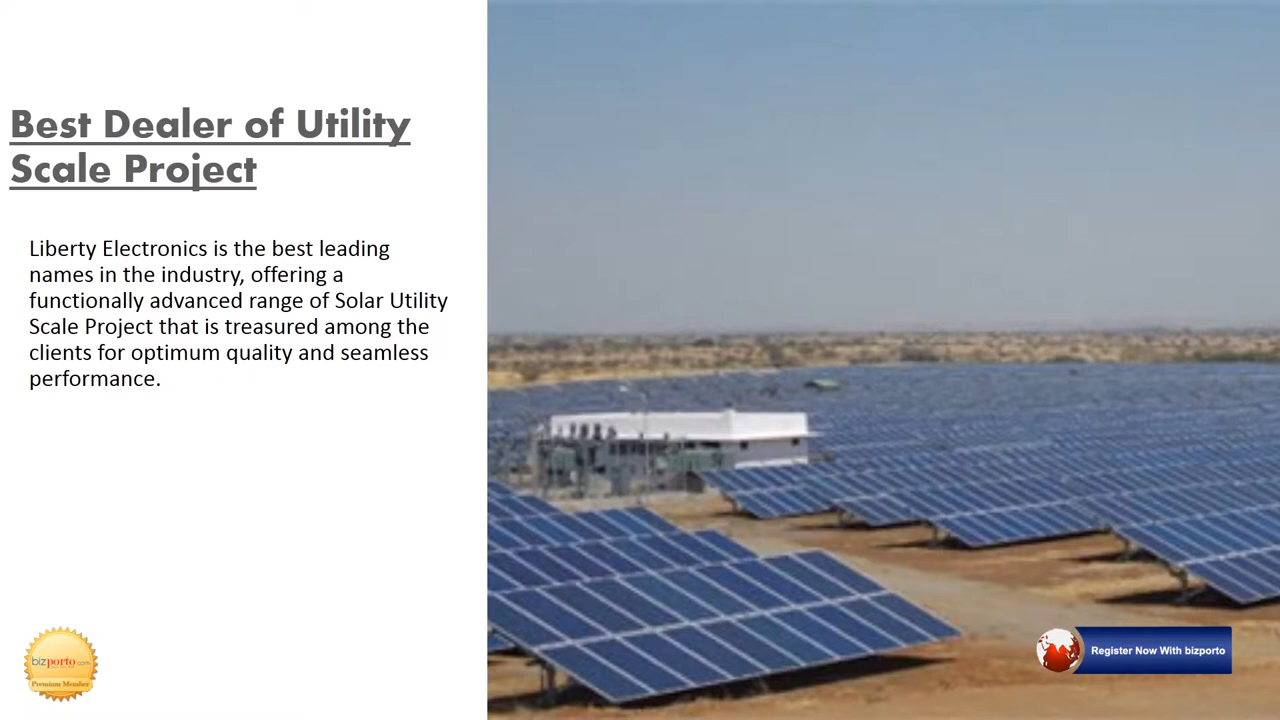 Best Dealer of Utility
Scale Project
Liberty Electronics is the best leading
names in the industry, offering a
functionally advanced range of Solar Utility
Scale Project that is treasured among the
clients for optimum quality and seamless
performance.
bizporto.com
Premium Member
Register Now With bizporto